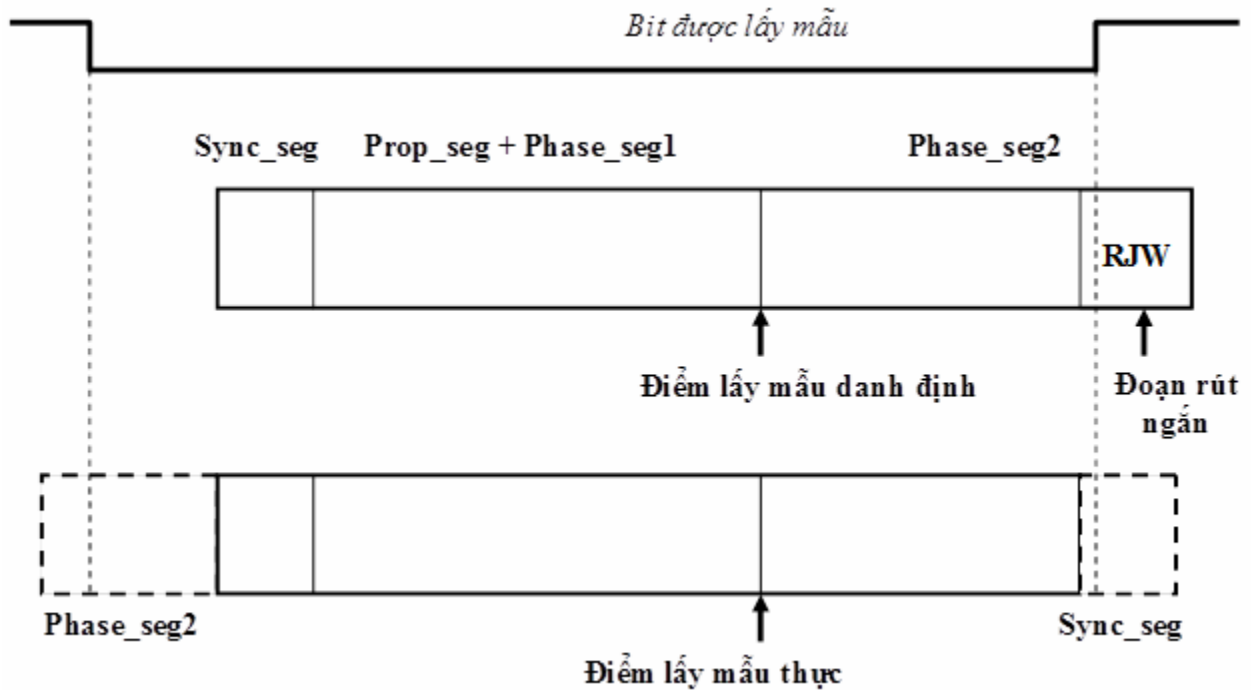 Bit được lấy mẫu
Sync_seg Prop_seg + Phase_seg1 Phase_seg2
RJW
Điểm lấy mẫu danh định
Đoạn rút
ngắn
Phase_seg2
Sync_seg
Điểm lấy mẫu thực